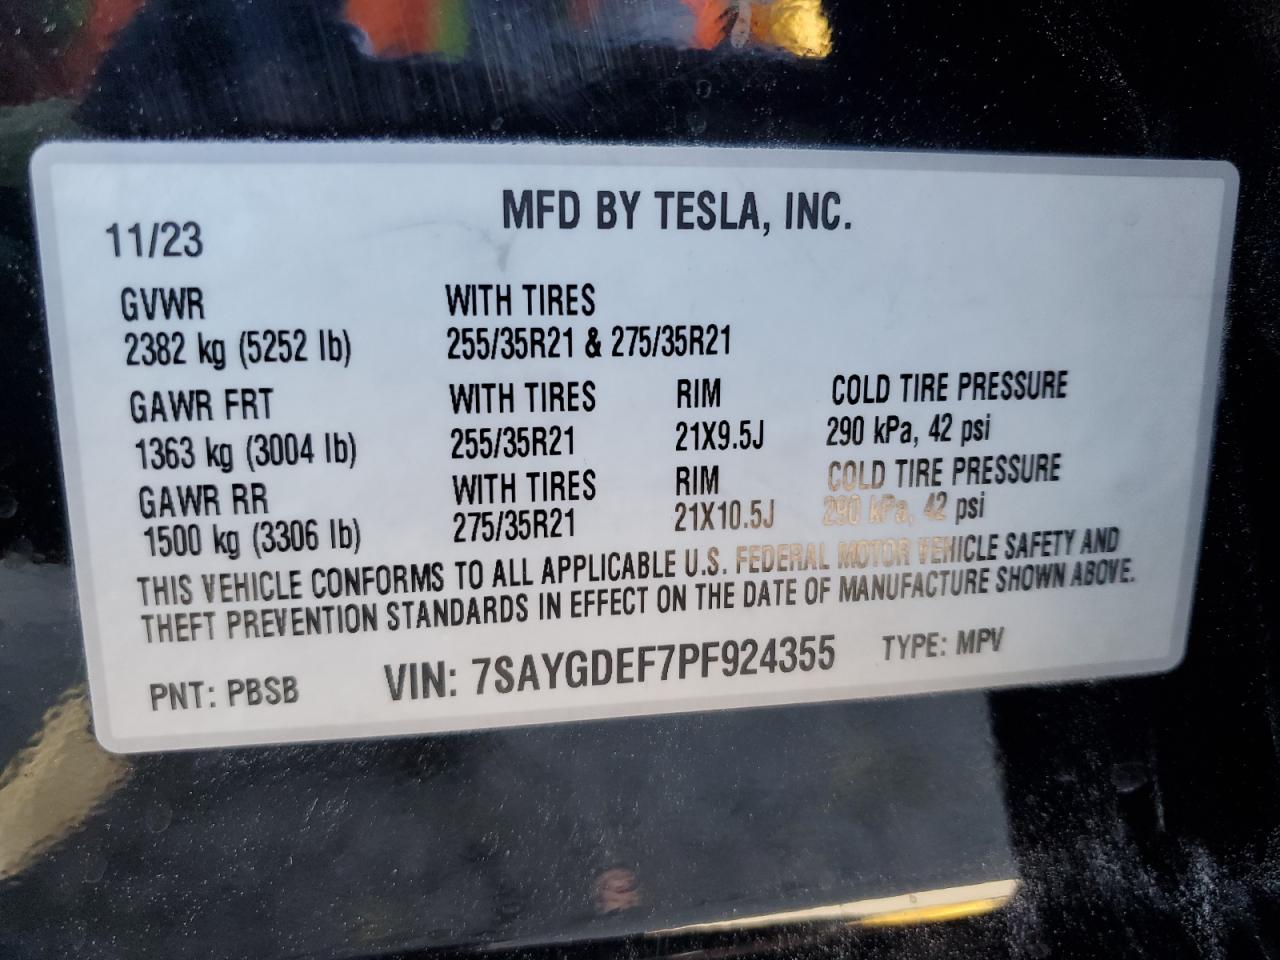 MFD BY TESLA, INC.
11/23
GVWR WITH TIRES
2382 kg (5252 lb) 255/35R21 & 275/35R21
GAWR FRT WITH TIRES RIM COLD TIRE PRESSURE
1363 kg (3004 lb) 255/35R21 21X9.5J 290 kPa, 42 psi
GAWR RR WITH TIRES RIM COLD TIRE PRESSURE
1500 kg (3306 lb) 275/35R21 21X10.5J 290 kPa, 42 psi
THIS VEHICLE CONFORMS TO ALL APPLICABLE U.S. FEDERAL MOTOR VEHICLE SAFETY AND
THEFT PREVENTION STANDARDS IN EFFECT ON THE DATE OF MANUFACTURE SHOWN ABOVE.
PNT: PBSB VIN: 7SAYGDEF7PF924355 TYPE: MPV